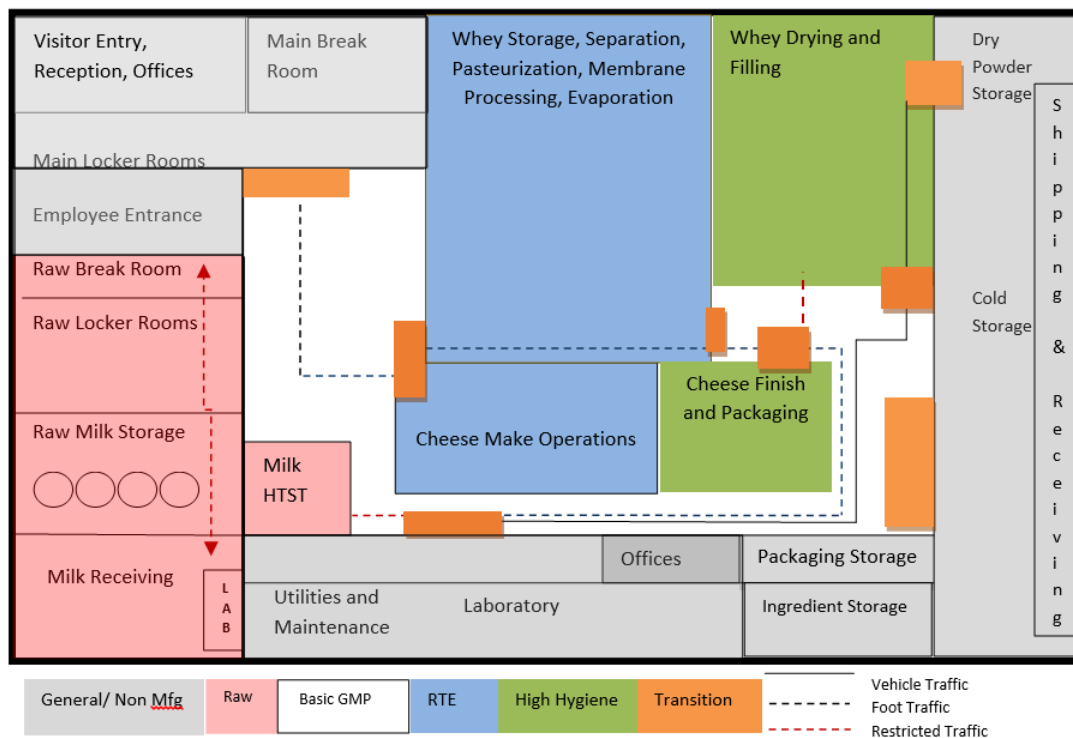 Visitor Entry,
Reception, Offices
Main Break
Room
Whey Storage, Separation,
Pasteurization, Membrane
Processing, Evaporation
Whey Drying and
Filling
Dry
Powder
Storage
Main Locker Rooms
Employee Entrance
Raw Break Room
Raw Locker Rooms
Cold
Storage
Shipping & Receiving
Cheese Finish
and Packaging
Cheese Make Operations
Raw Milk Storage
Milk
HTST
Milk Receiving
LAB
Utilities and
Maintenance
Laboratory
Offices
Packaging Storage
Ingredient Storage
General/ Non Mfg
Raw
Basic GMP
RTE
High Hygiene
Transition
Vehicle Traffic
Foot Traffic
Restricted Traffic